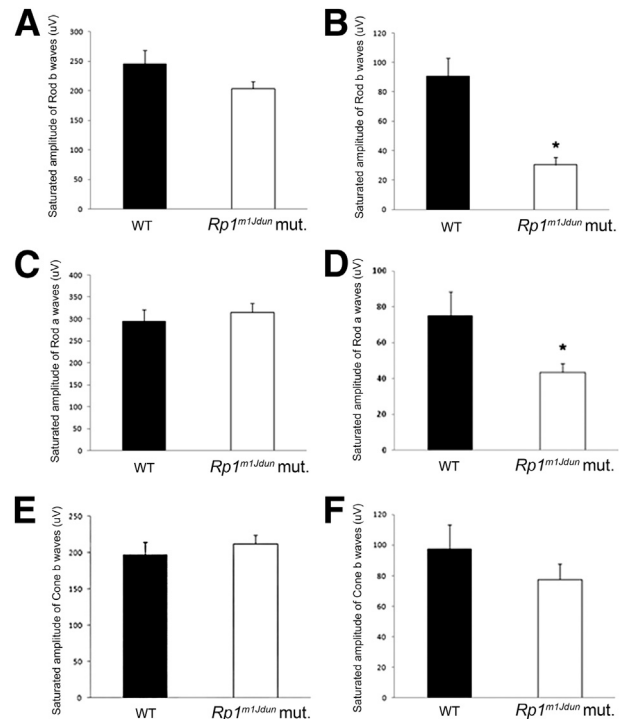 A
Saturated amplitude of Rod b waves (uV)
300
250
200
150
100
50
0
WT
Rp1m1Jdun mut.
B
Saturated amplitude of Rod b waves (uV)
120
100
80
60
40
20
0
*
WT
Rp1m1Jdun mut.
C
Saturated amplitude of Rod a waves (uV)
400
350
300
250
200
150
100
50
0
WT
Rp1m1Jdun mut.
D
Saturated amplitude of Rod a waves (uV)
100
80
60
40
20
0
*
WT
Rp1m1Jdun mut.
E
Saturated amplitude of Cone b waves (uV)
250
200
150
100
50
0
WT
Rp1m1Jdun mut.
F
Saturated amplitude of Cone b waves (uV)
120
100
80
60
40
20
0
WT
Rp1m1Jdun mut.